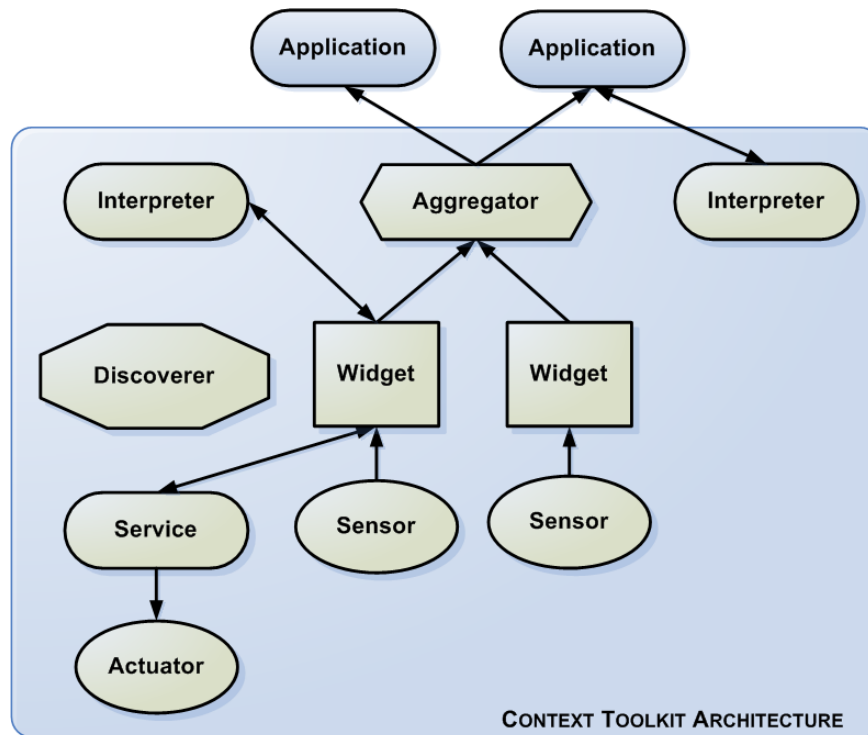 Application
Application
Interpreter
Aggregator
Interpreter
Discoverer
Widget
Widget
Service
Sensor
Sensor
Actuator
CONTEXT TOOLKIT ARCHITECTURE